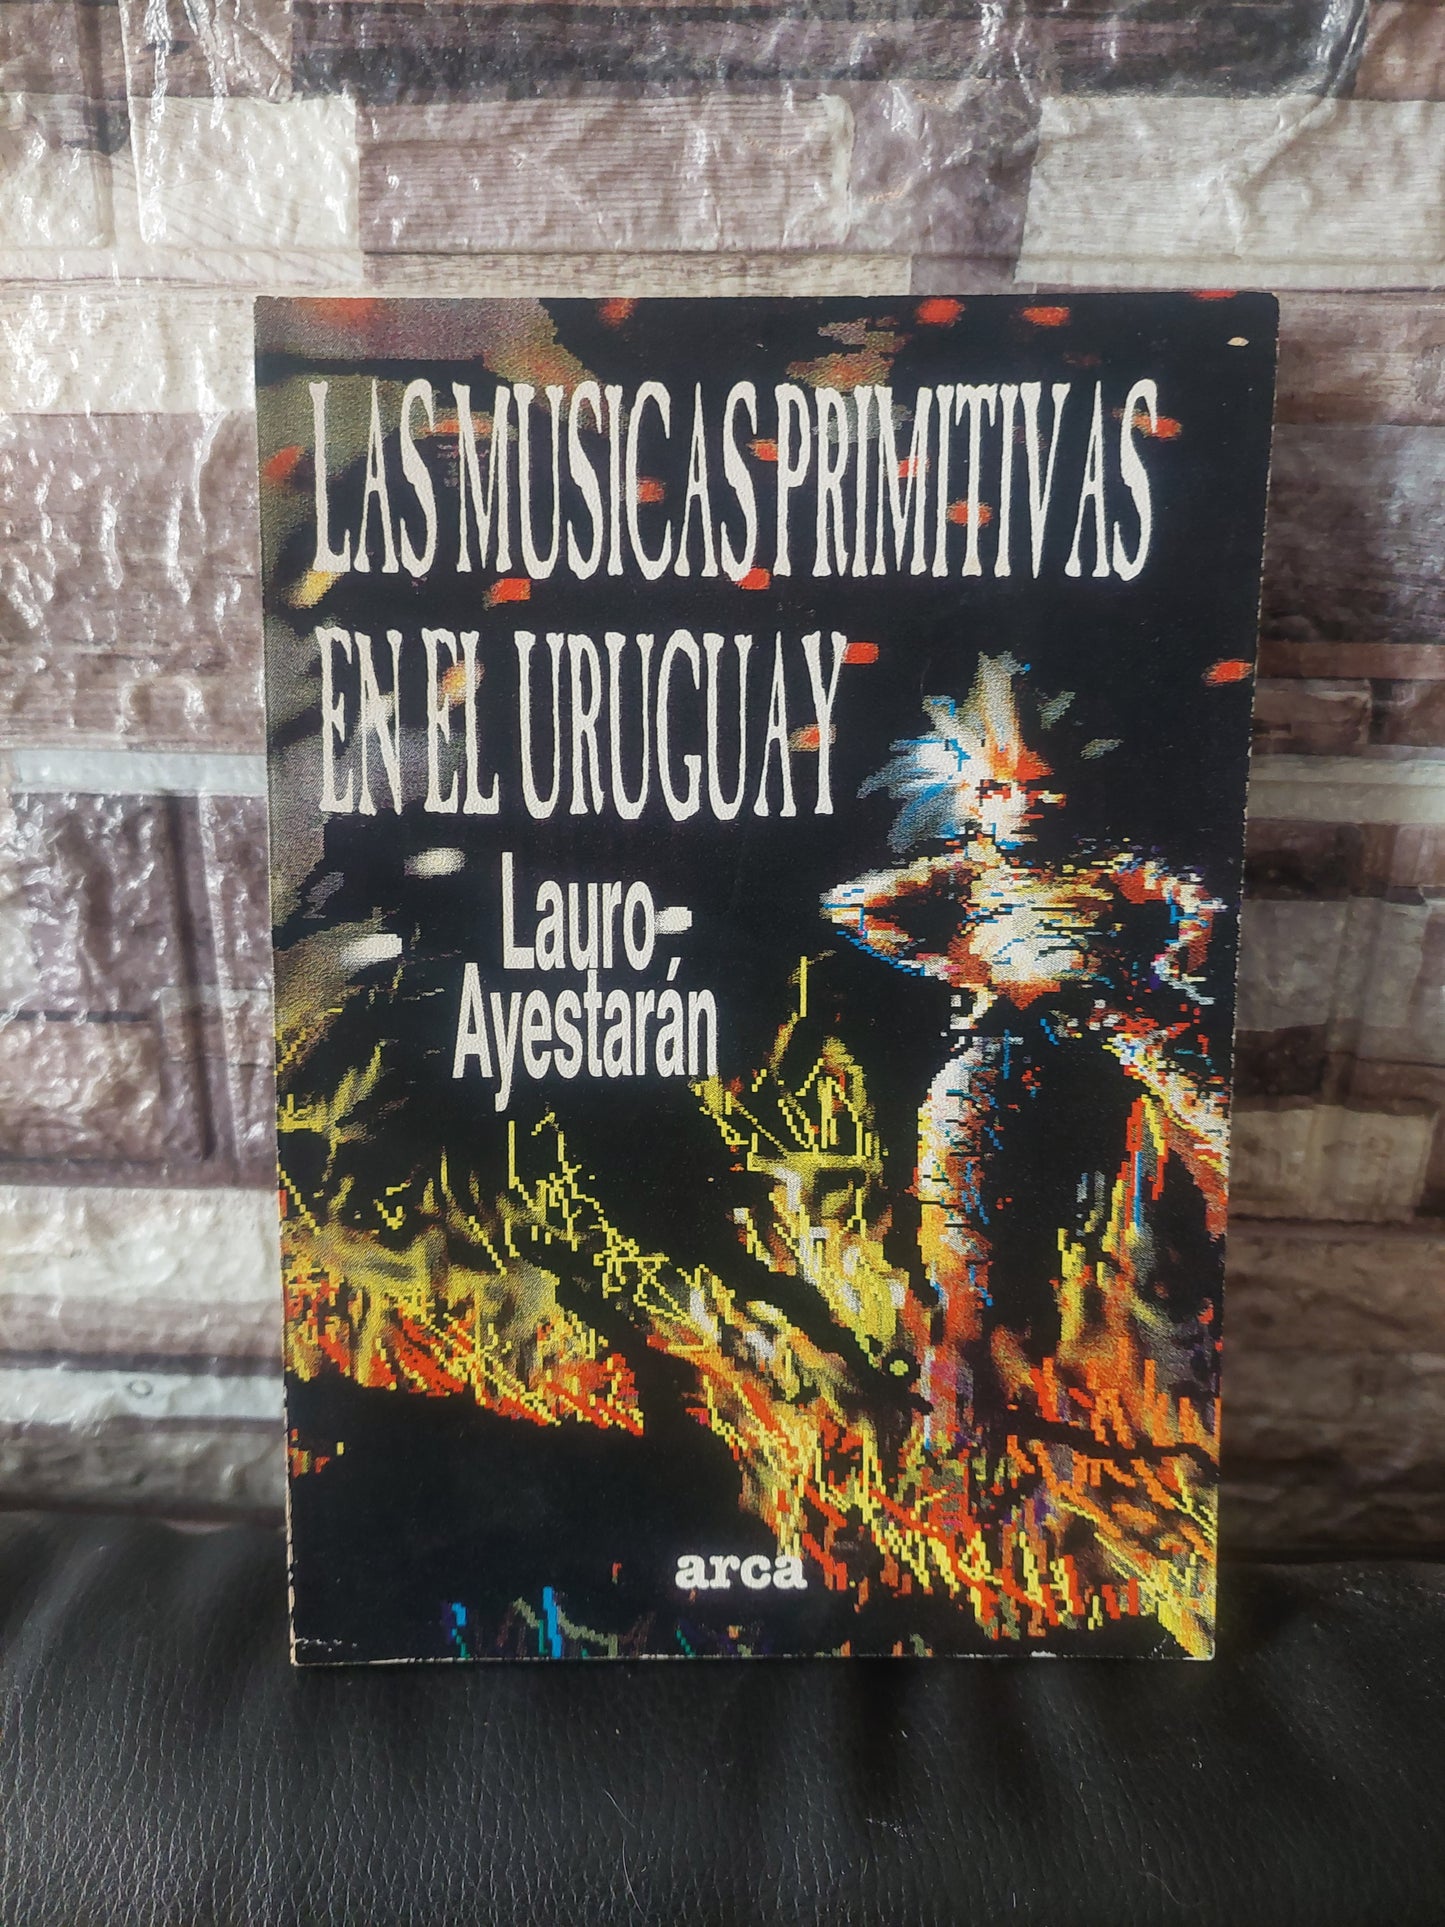 LAS MUSICAS PRIMITIVAS
EN EL URUGUAY
Lauro
Ayestarán
arca